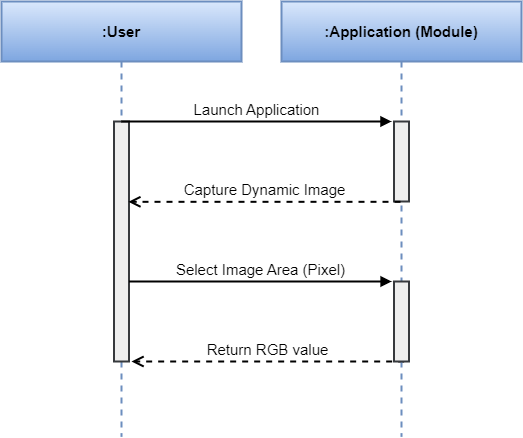 :User
:Application (Module)
Launch Application
Capture Dynamic Image
Select Image Area (Pixel)
Return RGB value